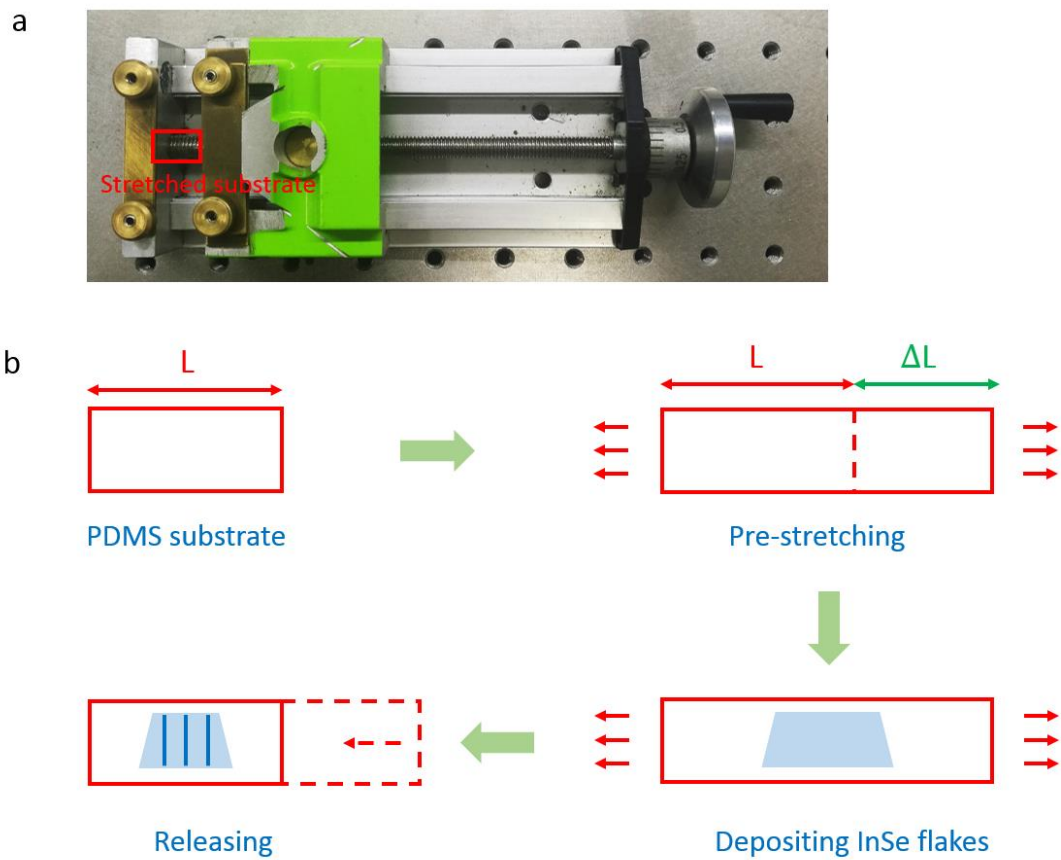 a
Stretched substrate
b
L
L
ΔL
PDMS substrate
Pre-stretching
Releasing
Depositing InSe flakes